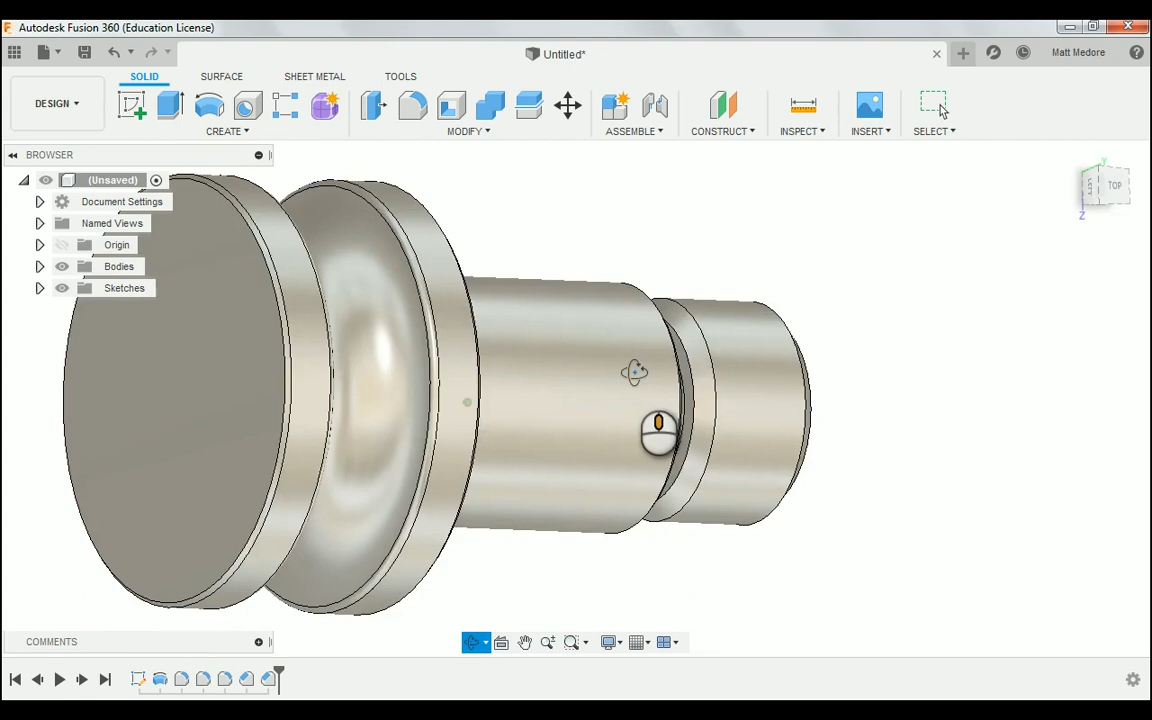 Autodesk Fusion 360 (Education License)
Untitled*
Matt Medore
DESIGN
SOLID
SURFACE
SHEET METAL
TOOLS
CREATE
MODIFY
ASSEMBLE
CONSTRUCT
INSPECT
INSERT
SELECT
BROWSER
(Unsaved)
Document Settings
Named Views
Origin
Bodies
Sketches
Y
LEFT
TOP
Z
COMMENTS